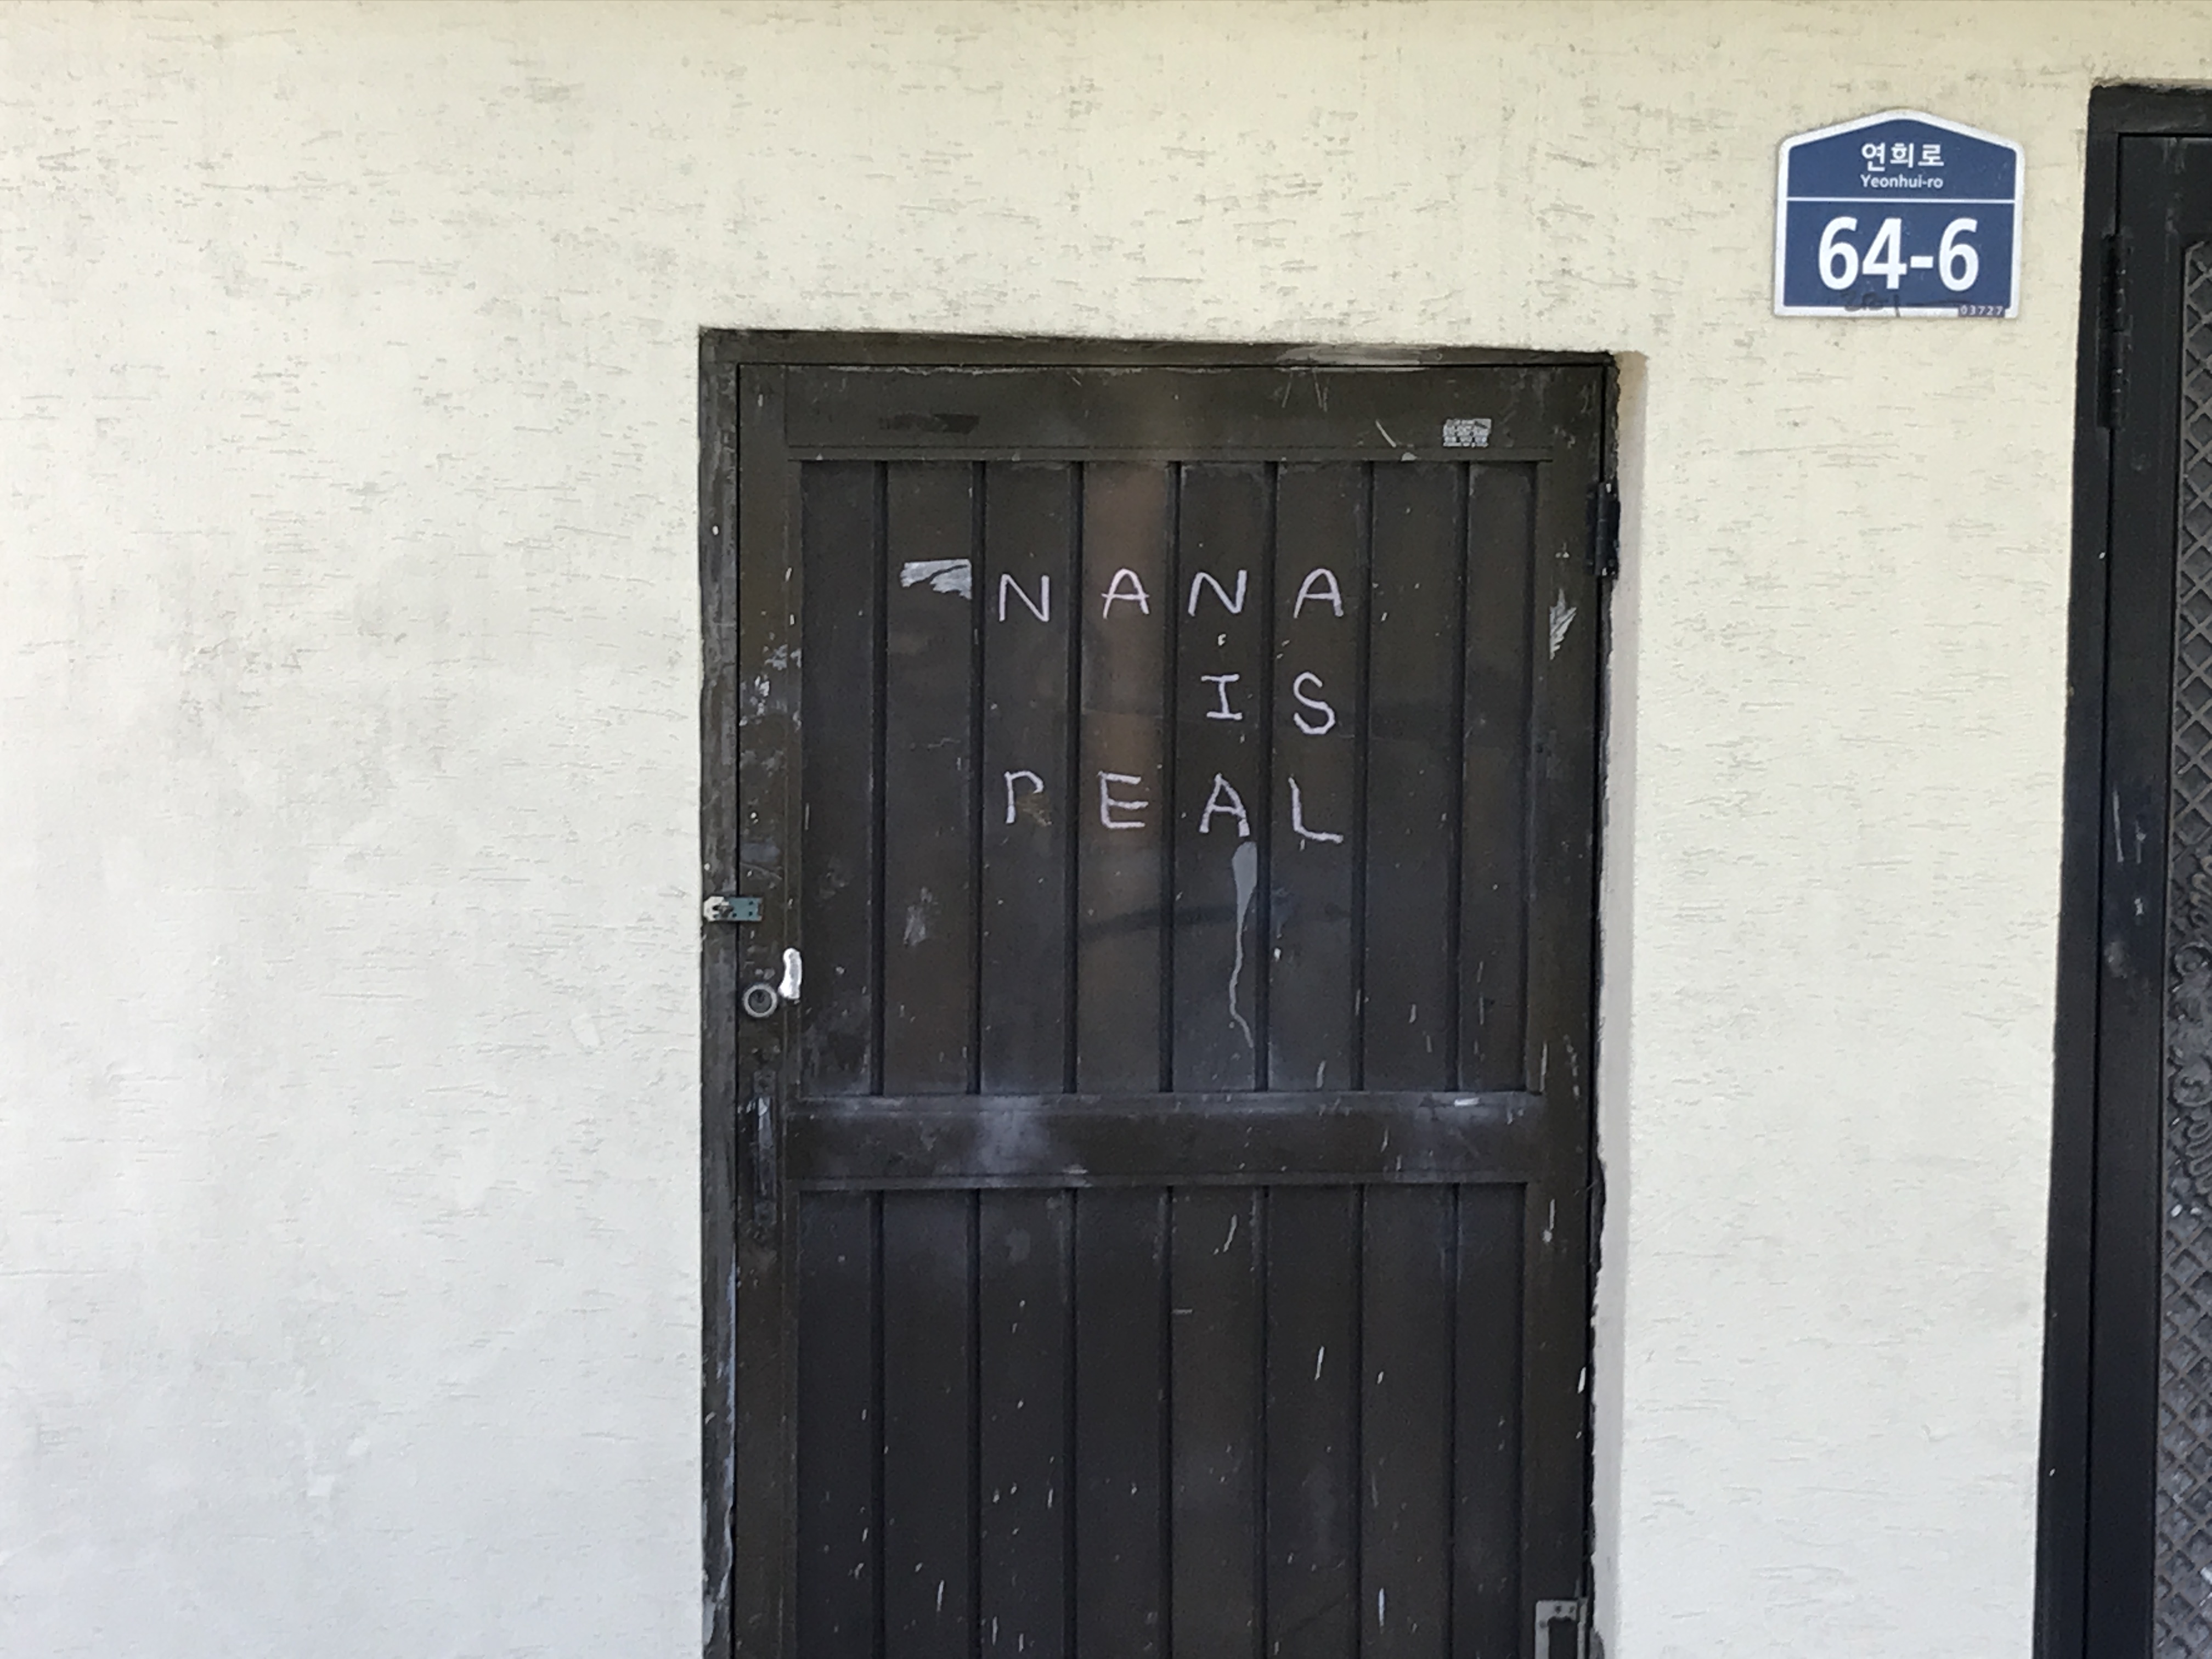 연희로
Yeonhui-ro
64-6
03727
NANA
IS
REAL